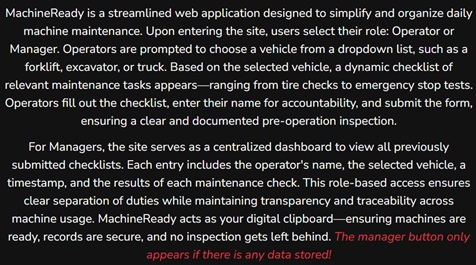 MachineReady is a streamlined web application designed to simplify and organize daily
machine maintenance. Upon entering the site, users select their role: Operator or
Manager. Operators are prompted to choose a vehicle from a dropdown list, such as a
forklift, excavator, or truck. Based on the selected vehicle, a dynamic checklist of
relevant maintenance tasks appears—ranging from tire checks to emergency stop tests.
Operators fill out the checklist, enter their name for accountability, and submit the form,
ensuring a clear and documented pre-operation inspection.
For Managers, the site serves as a centralized dashboard to view all previously
submitted checklists. Each entry includes the operator's name, the selected vehicle, a
timestamp, and the results of each maintenance check. This role-based access ensures
clear separation of duties while maintaining transparency and traceability across
machine usage. MachineReady acts as your digital clipboard—ensuring machines are
ready, records are secure, and no inspection gets left behind. The manager button only
appears if there is any data stored!